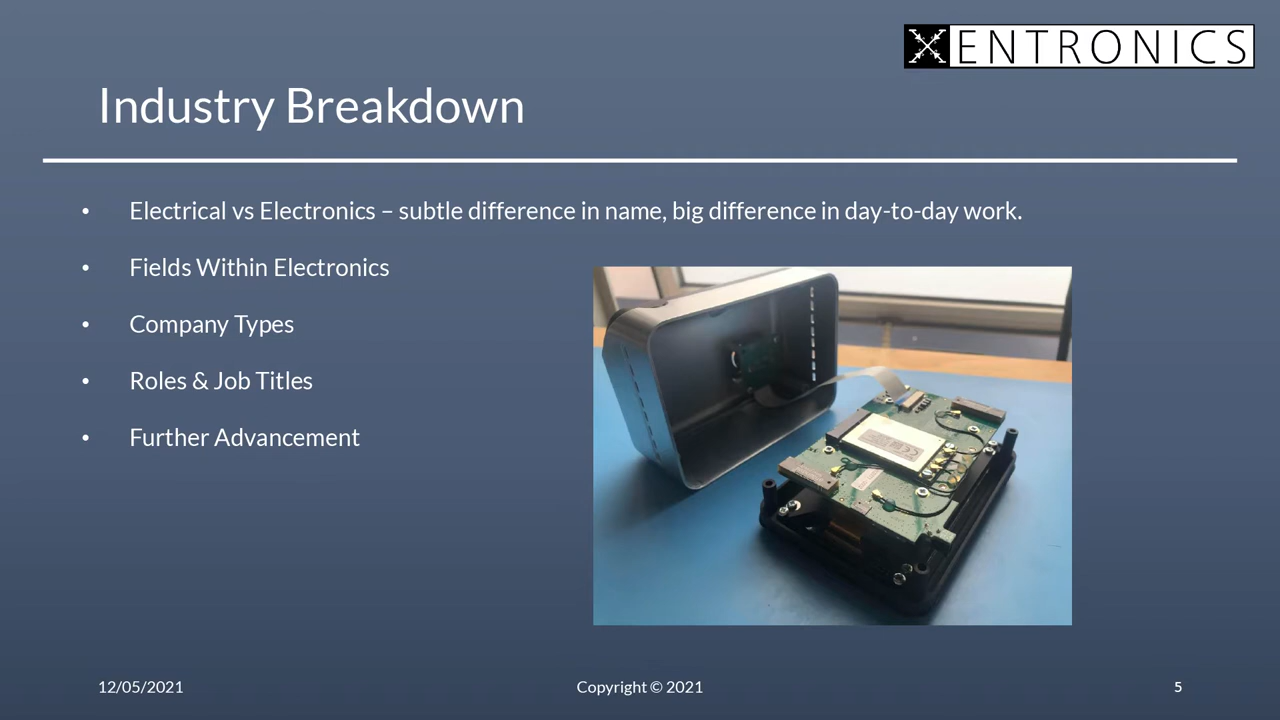 XENTRONICS
Industry Breakdown
• Electrical vs Electronics – subtle difference in name, big difference in day-to-day work.
• Fields Within Electronics
• Company Types
• Roles & Job Titles
• Further Advancement
12/05/2021
Copyright © 2021
5